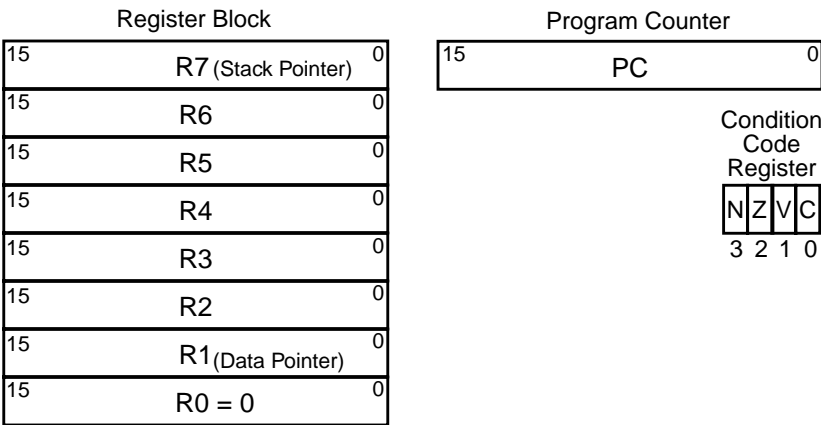 Register Block
15 R7 (Stack Pointer) 0
15 R6 0
15 R5 0
15 R4 0
15 R3 0
15 R2 0
15 R1(Data Pointer) 0
15 R0 = 0 0
Program Counter
15 PC 0
Condition
Code
Register
N Z V C
3 2 1 0